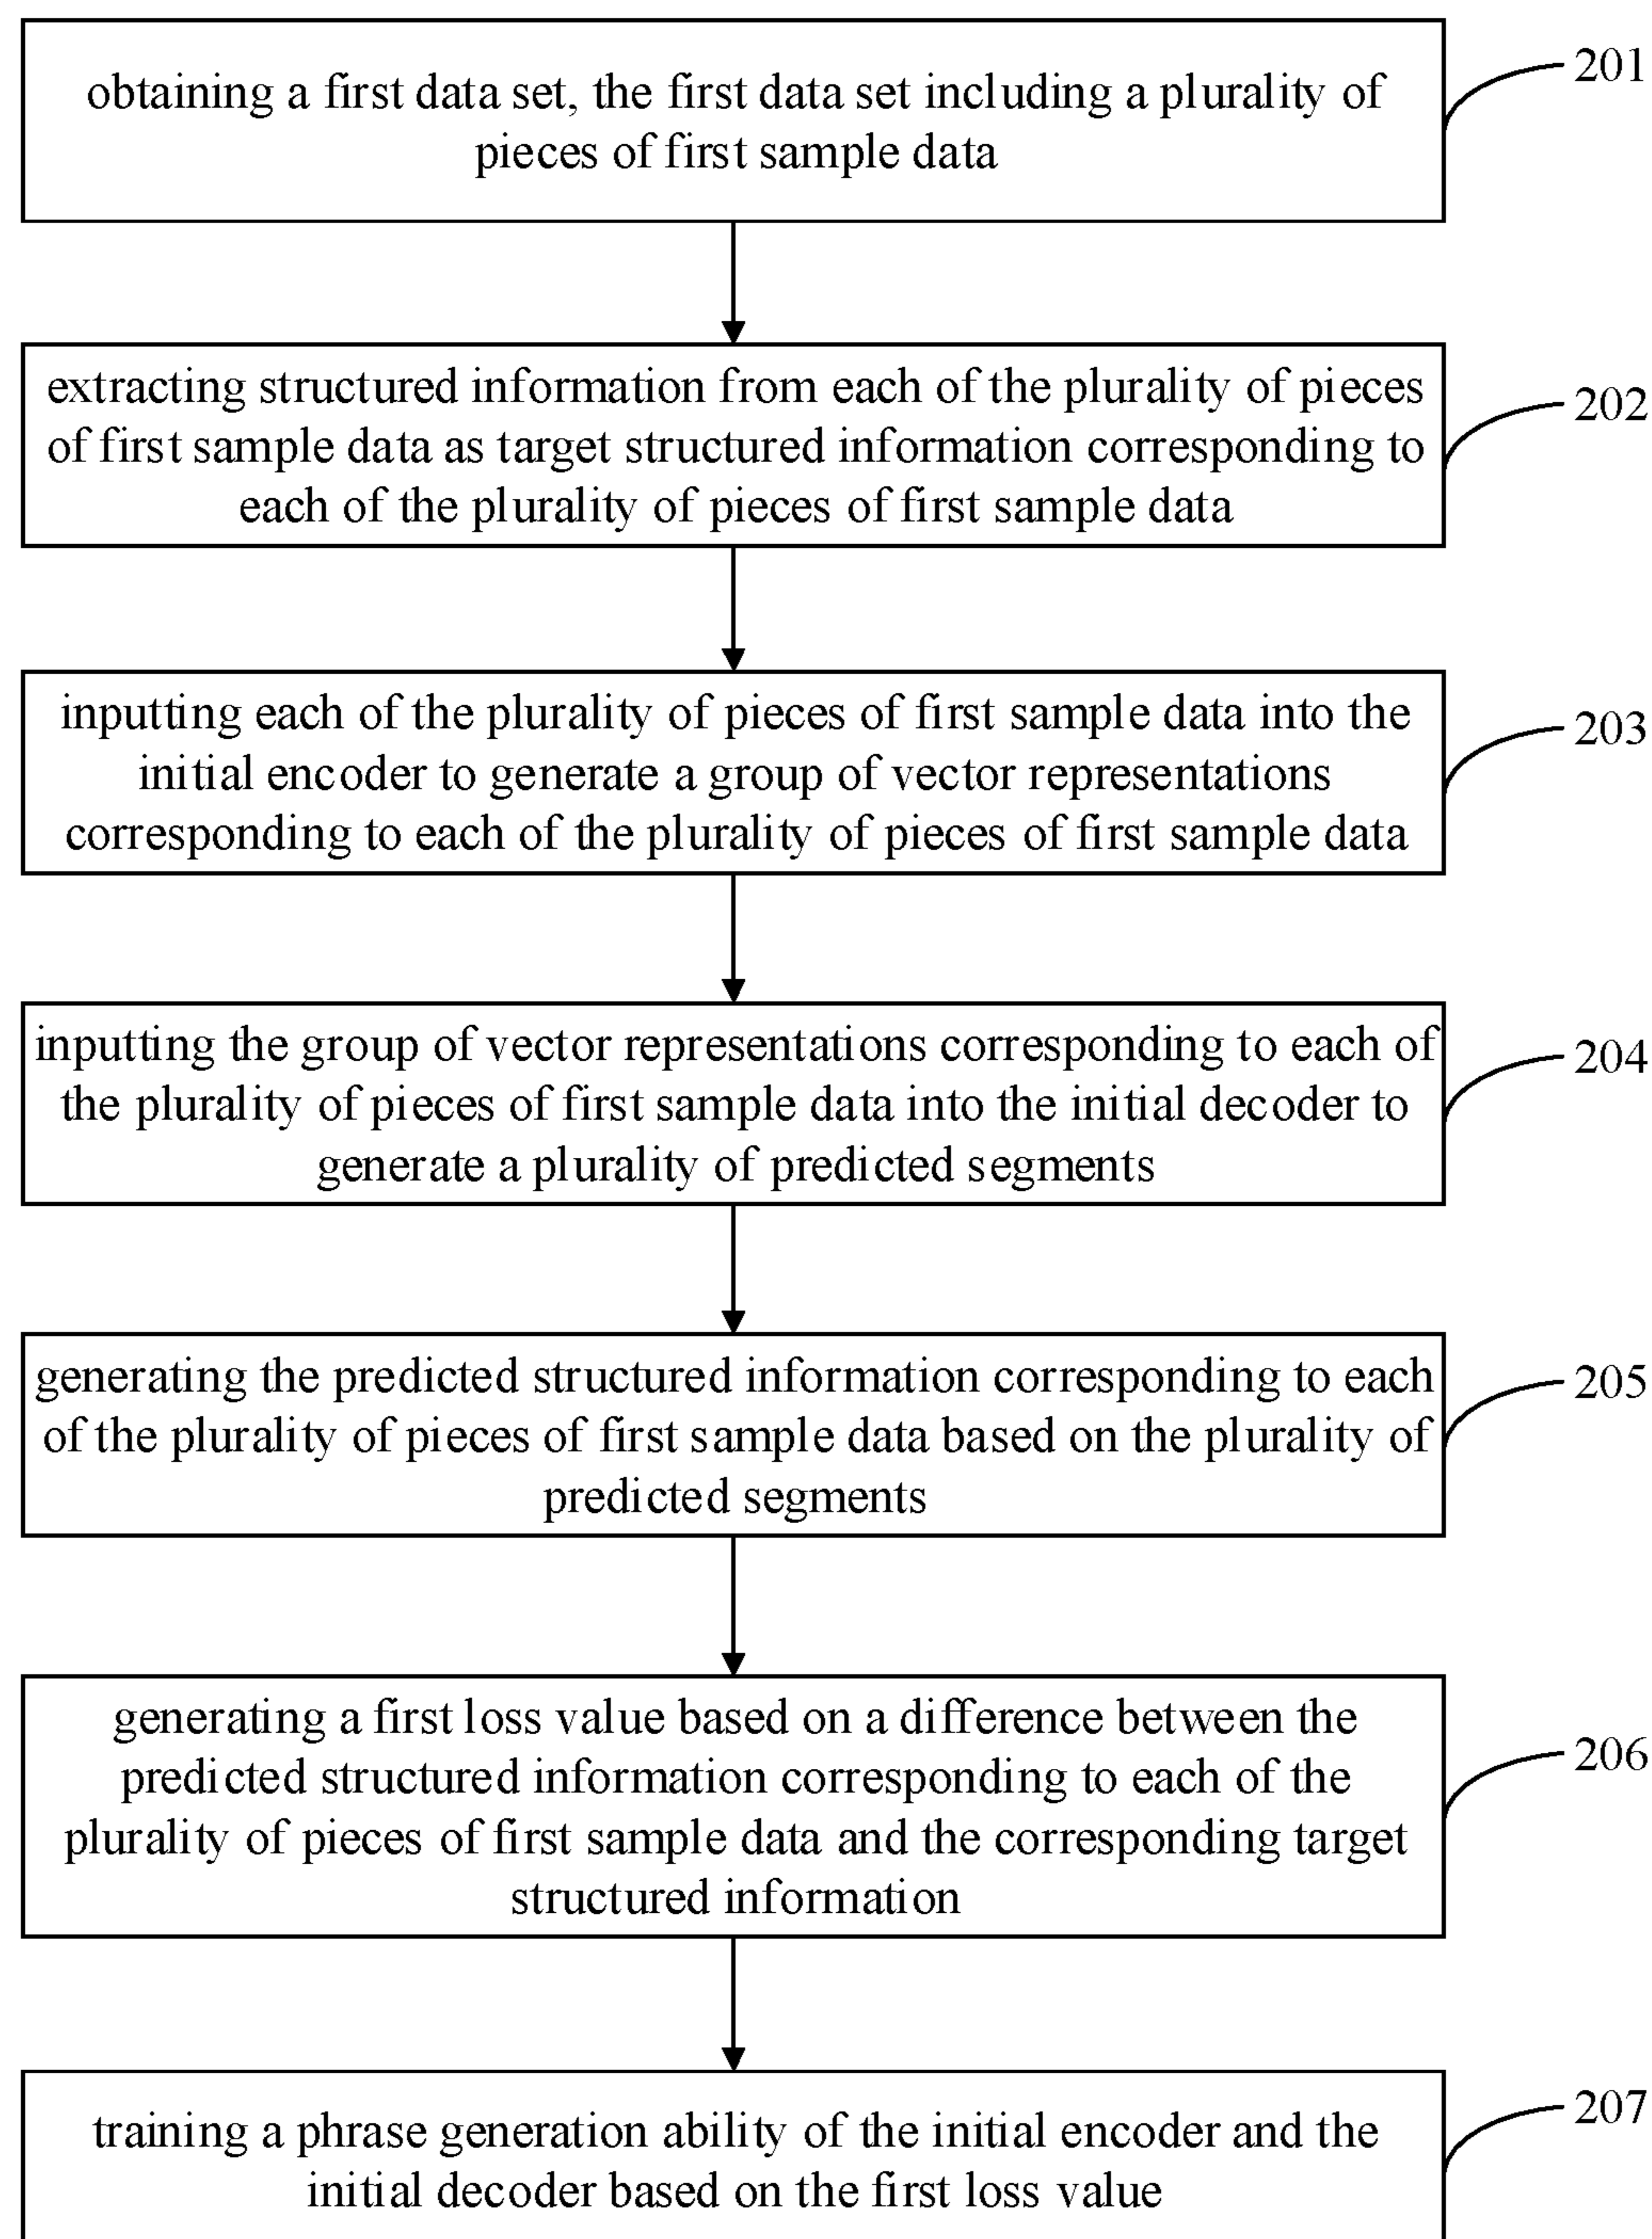 obtaining a first data set, the first data set including a plurality of
pieces of first sample data
201
extracting structured information from each of the plurality of pieces
of first sample data as target structured information corresponding to
each of the plurality of pieces of first sample data
202
inputting each of the plurality of pieces of first sample data into the
initial encoder to generate a group of vector representations
corresponding to each of the plurality of pieces of first sample data
203
inputting the group of vector representations corresponding to each of
the plurality of pieces of first sample data into the initial decoder to
generate a plurality of predicted segments
204
generating the predicted structured information corresponding to each
of the plurality of pieces of first sample data based on the plurality of
predicted segments
205
generating a first loss value based on a difference between the
predicted structured information corresponding to each of the
plurality of pieces of first sample data and the corresponding target
structured information
206
training a phrase generation ability of the initial encoder and the
initial decoder based on the first loss value
207